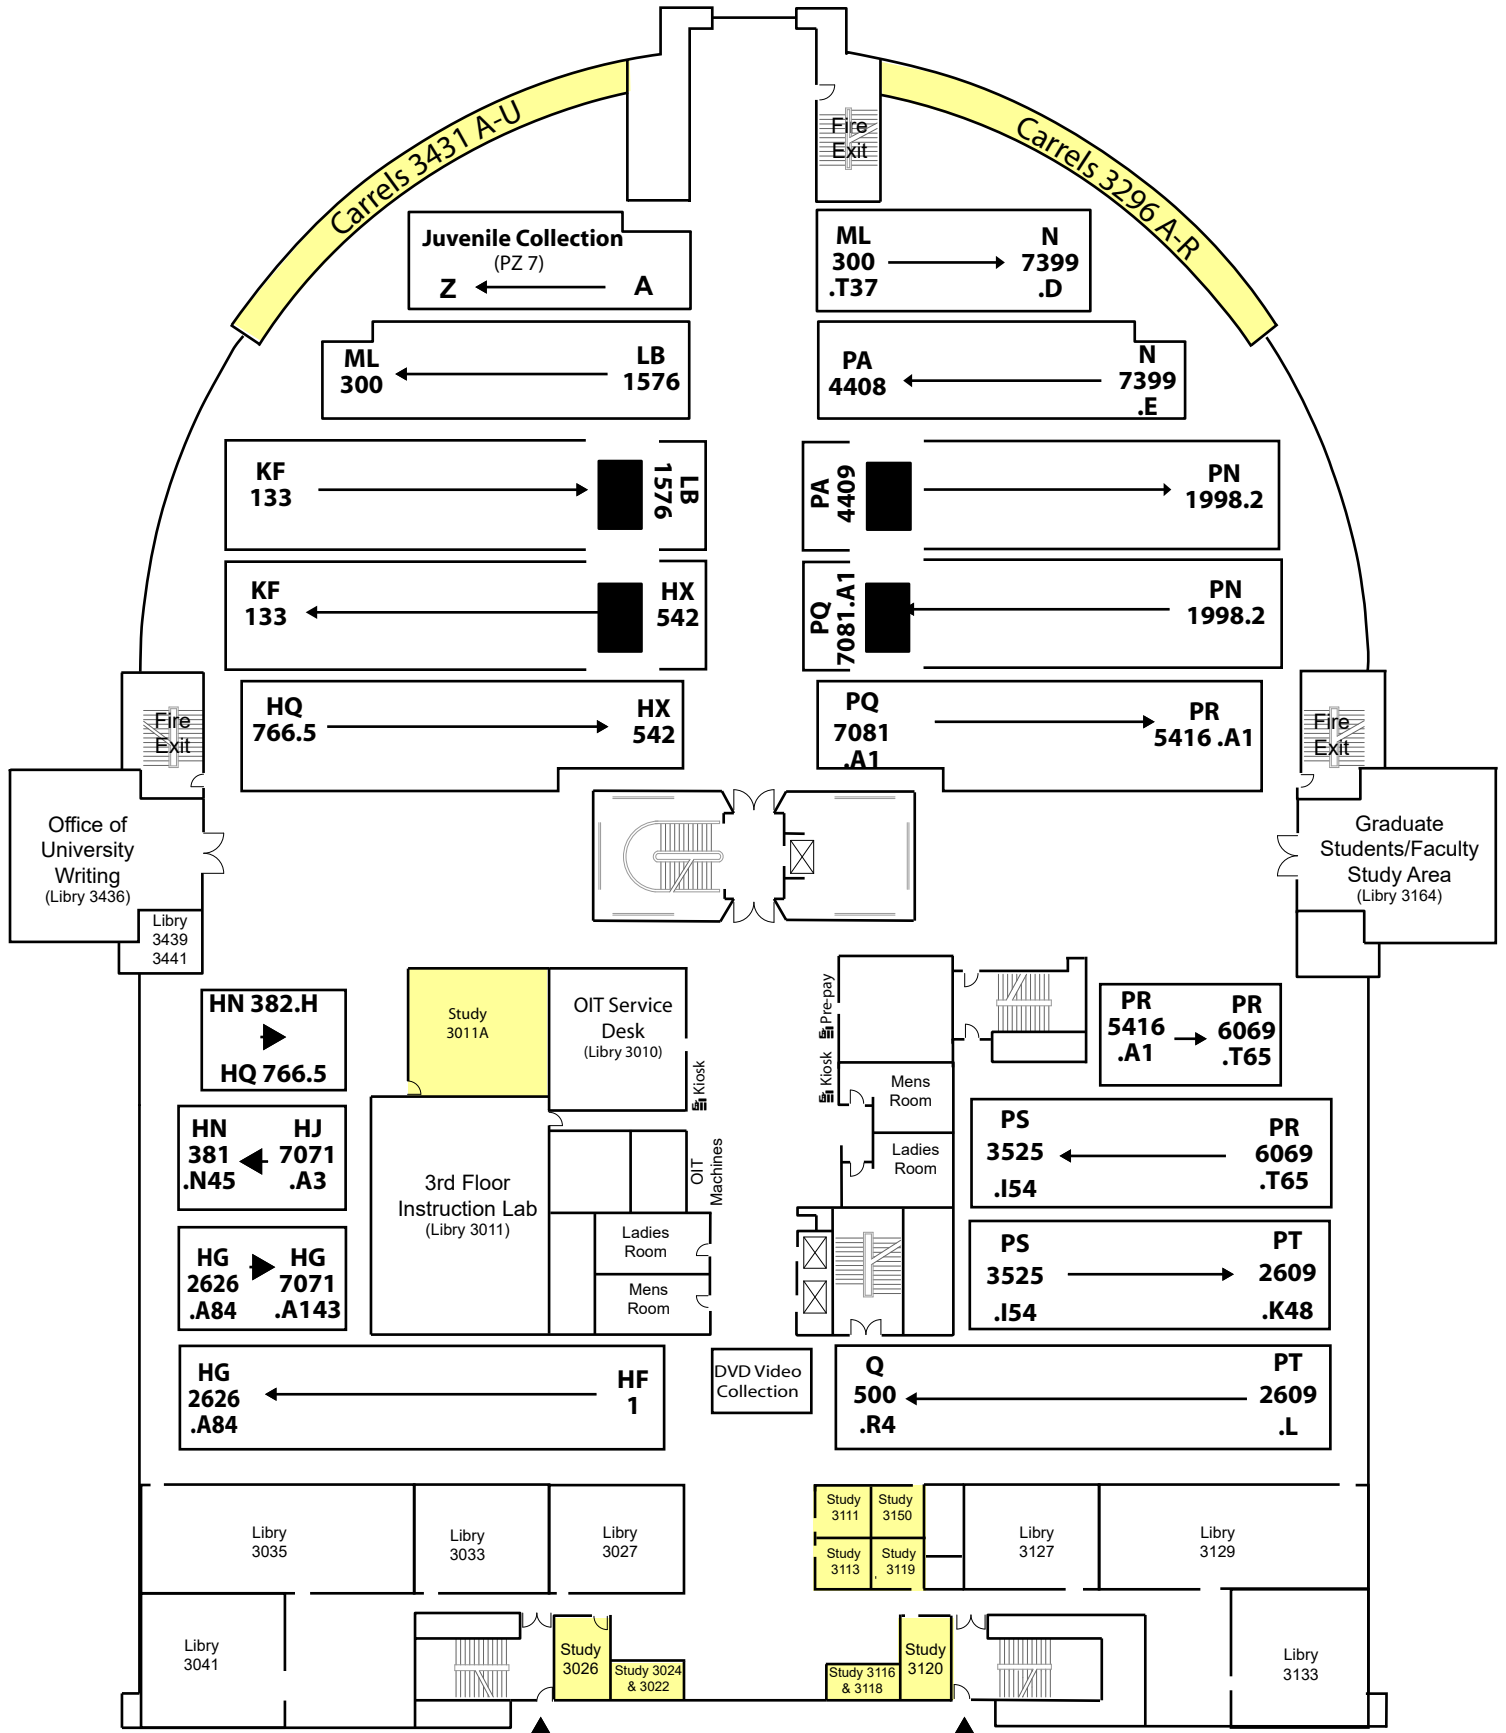 Carrels 3431 A-U
Carrels 3296 A-R
Fire
Exit
Juvenile Collection
(PZ 7)
Z
A
ML
300
.T37
N
7399
.D
ML
300
LB
1576
PA
4408
N
7399
.E
KF
133
LB
1576
PA
4409
PN
1998.2
KF
133
HX
542
PQ
7081.A1
PN
1998.2
HQ
766.5
HX
542
PQ
7081
.A1
PR
5416 .A1
Fire
Exit
Fire
Exit
Office of
University
Writing
(Libry 3436)
Libry
3439
3441
Graduate
Students/Faculty
Study Area
(Libry 3164)
HN 382.H
HQ 766.5
Study
3011A
OIT Service
Desk
(Libry 3010)
Kiosk
Pre-pay
Kiosk
Mens
Room
Ladies
Room
PR
5416
.A1
PR
6069
.T65
HN
381
.N45
HJ
7071
.A3
3rd Floor
Instruction Lab
(Libry 3011)
OIT
Machines
Ladies
Room
Mens
Room
PS
3525
.I54
PR
6069
.T65
HG
2626
.A84
HG
7071
.A143
PS
3525
.I54
PT
2609
.K48
HG
2626
.A84
HF
1
DVD Video
Collection
Q
500
.R4
PT
2609
.L
Libry
3035
Libry
3033
Libry
3027
Study
3111
Study
3150
Study
3113
Study
3119
Libry
3127
Libry
3129
Libry
3041
Study
3026
Study 3024
& 3022
Study 3116
& 3118
Study
3120
Libry
3133